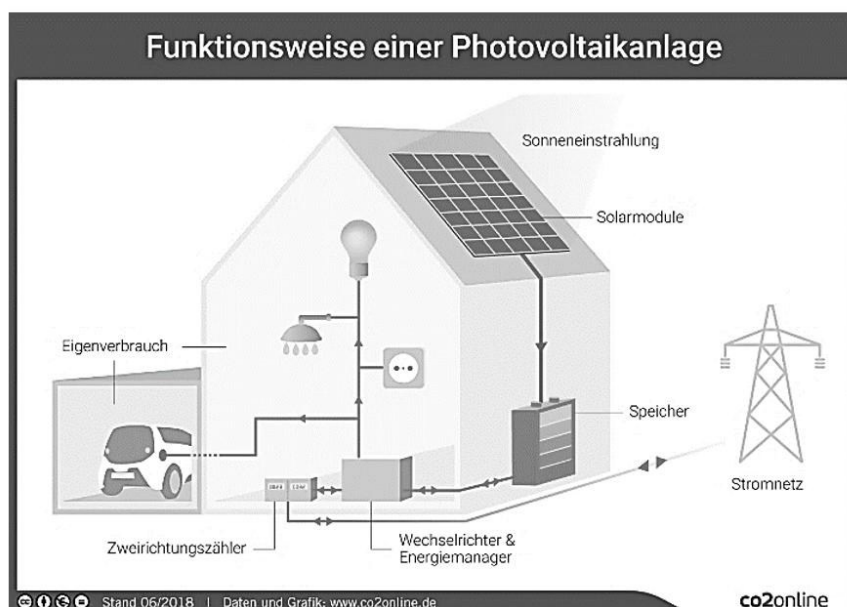 Funktionsweise einer Photovoltaikanlage
Sonneneinstrahlung
Solarmodule
Eigenverbrauch
Speicher
Stromnetz
Zweirichtungszähler
Wechselrichter &
Energiemanager
Stand 06/2018 | Daten und Grafik: www.co2online.de
co2online